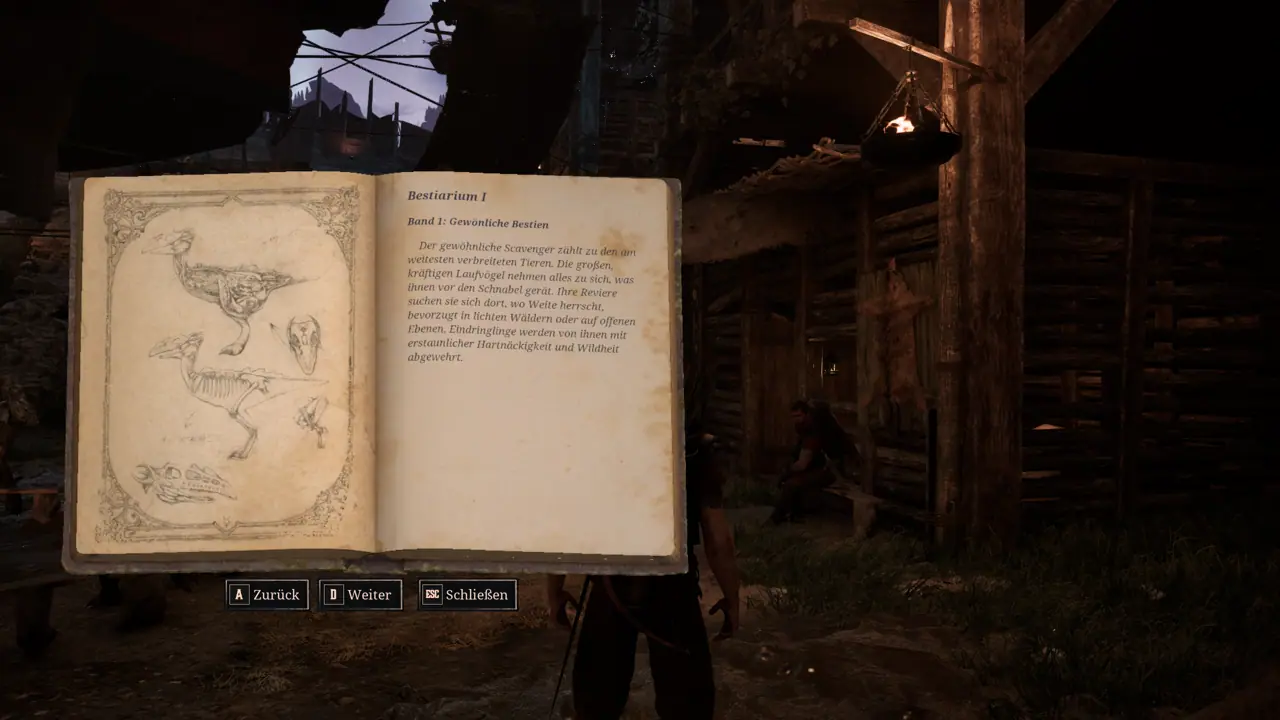 Bestiarium I
Band 1: Gewönliche Bestien
Der gewöhnliche Scavenger zählt zu den am
weitesten verbreiteten Tieren. Die großen,
kräftigen Laufvögel nehmen alles zu sich, was
ihnen vor den Schnabel gerät. Ihre Reviere
suchen sie sich dort, wo Weite herrscht,
bevorzugt in lichten Wäldern oder auf offenen
Ebenen. Eindringlinge werden von ihnen mit
erstaunlicher Hartnäckigkeit und Wildheit
abgewehrt.
A Zurück
D Weiter
ESC Schließen